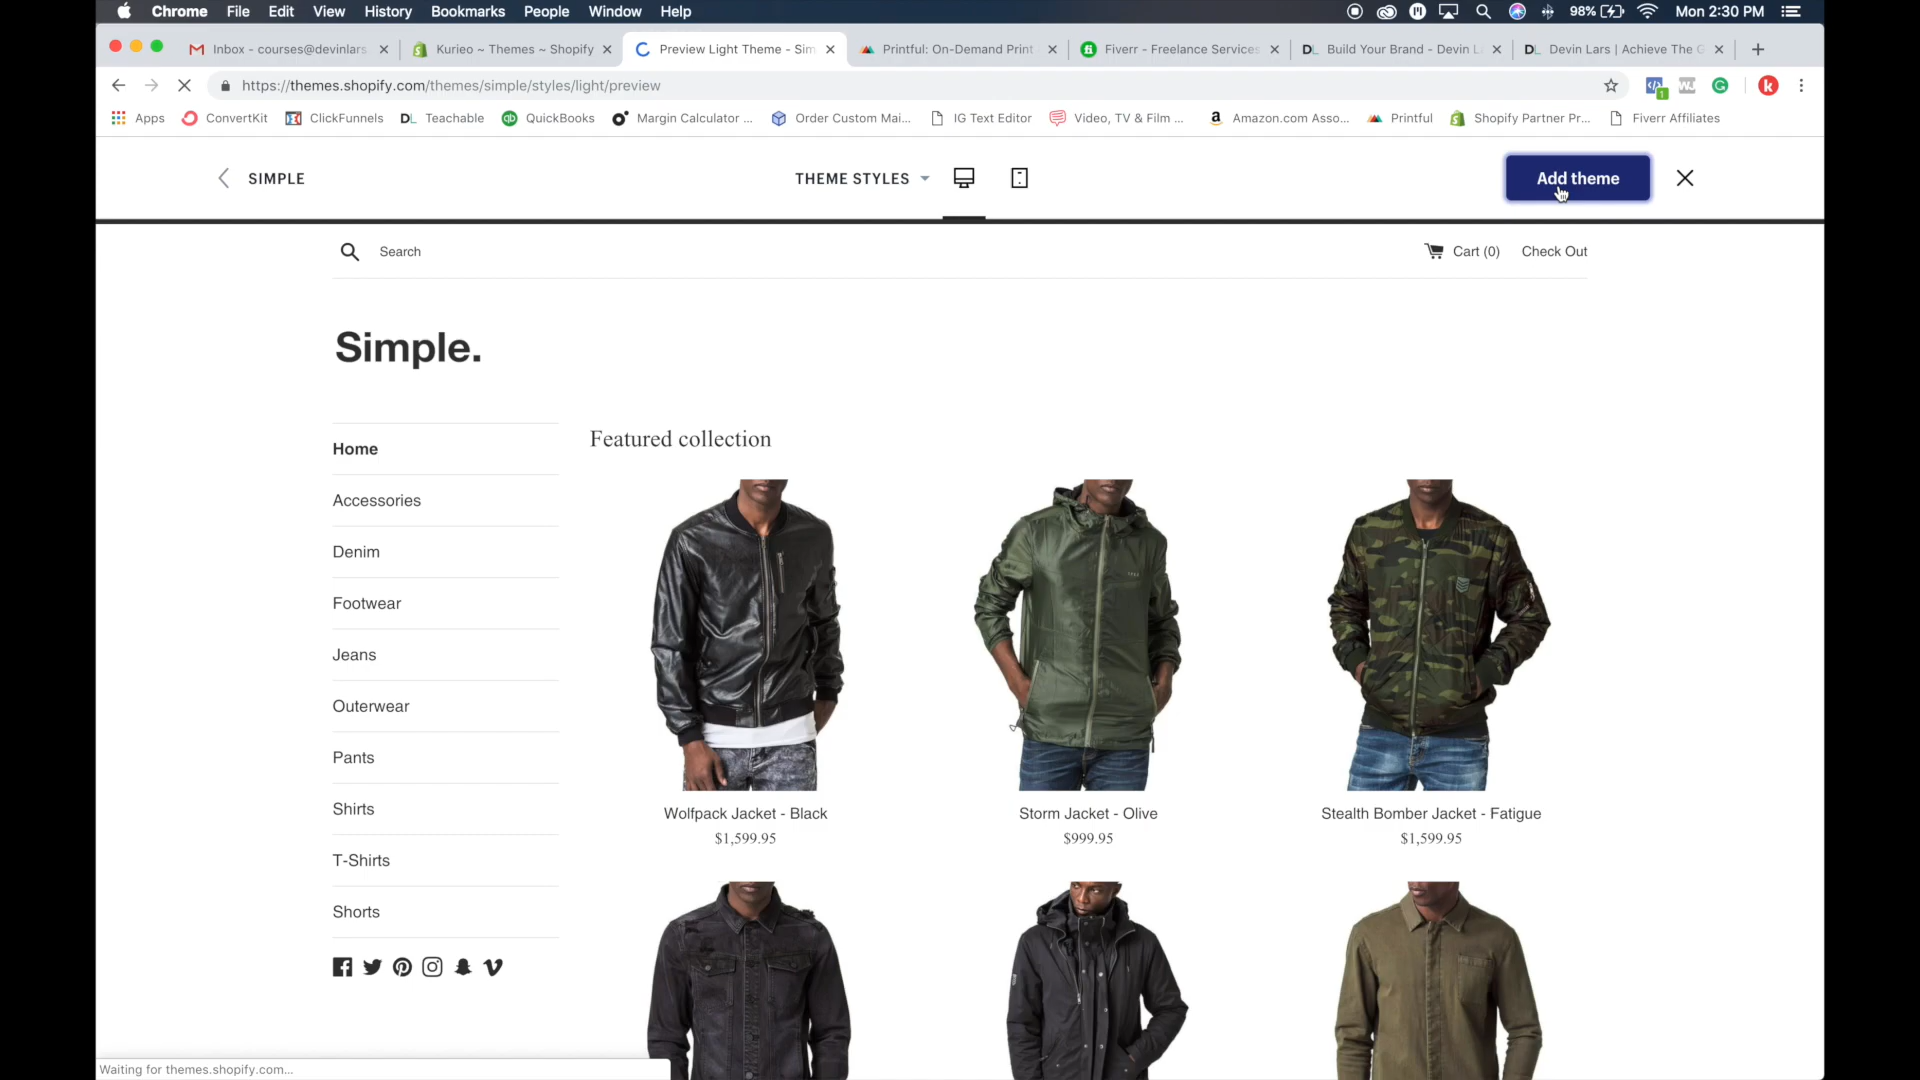 Chrome File Edit View History Bookmarks People Window Help 98% Mon 2:30 PM
Inbox - courses@devinlars Kurieo ~ Themes ~ Shopify Preview Light Theme - Sim Printful: On-Demand Print Fiverr - Freelance Services DL Build Your Brand - Devin L DL Devin Lars | Achieve The G
https://themes.shopify.com/themes/simple/styles/light/preview
Apps ConvertKit ClickFunnels DL Teachable QuickBooks Margin Calculator ... Order Custom Mai... IG Text Editor Video, TV & Film ... Amazon.com Asso... Printful Shopify Partner Pr... Fiverr Affiliates
SIMPLE THEME STYLES Add theme
Search Cart (0) Check Out
Simple.
Featured collection
Home
Accessories
Denim
Footwear
Jeans
Outerwear
Pants
Shirts
T-Shirts
Shorts
Wolfpack Jacket - Black
$1,599.95
Storm Jacket - Olive
$999.95
Stealth Bomber Jacket - Fatigue
$1,599.95
Waiting for themes.shopify.com...